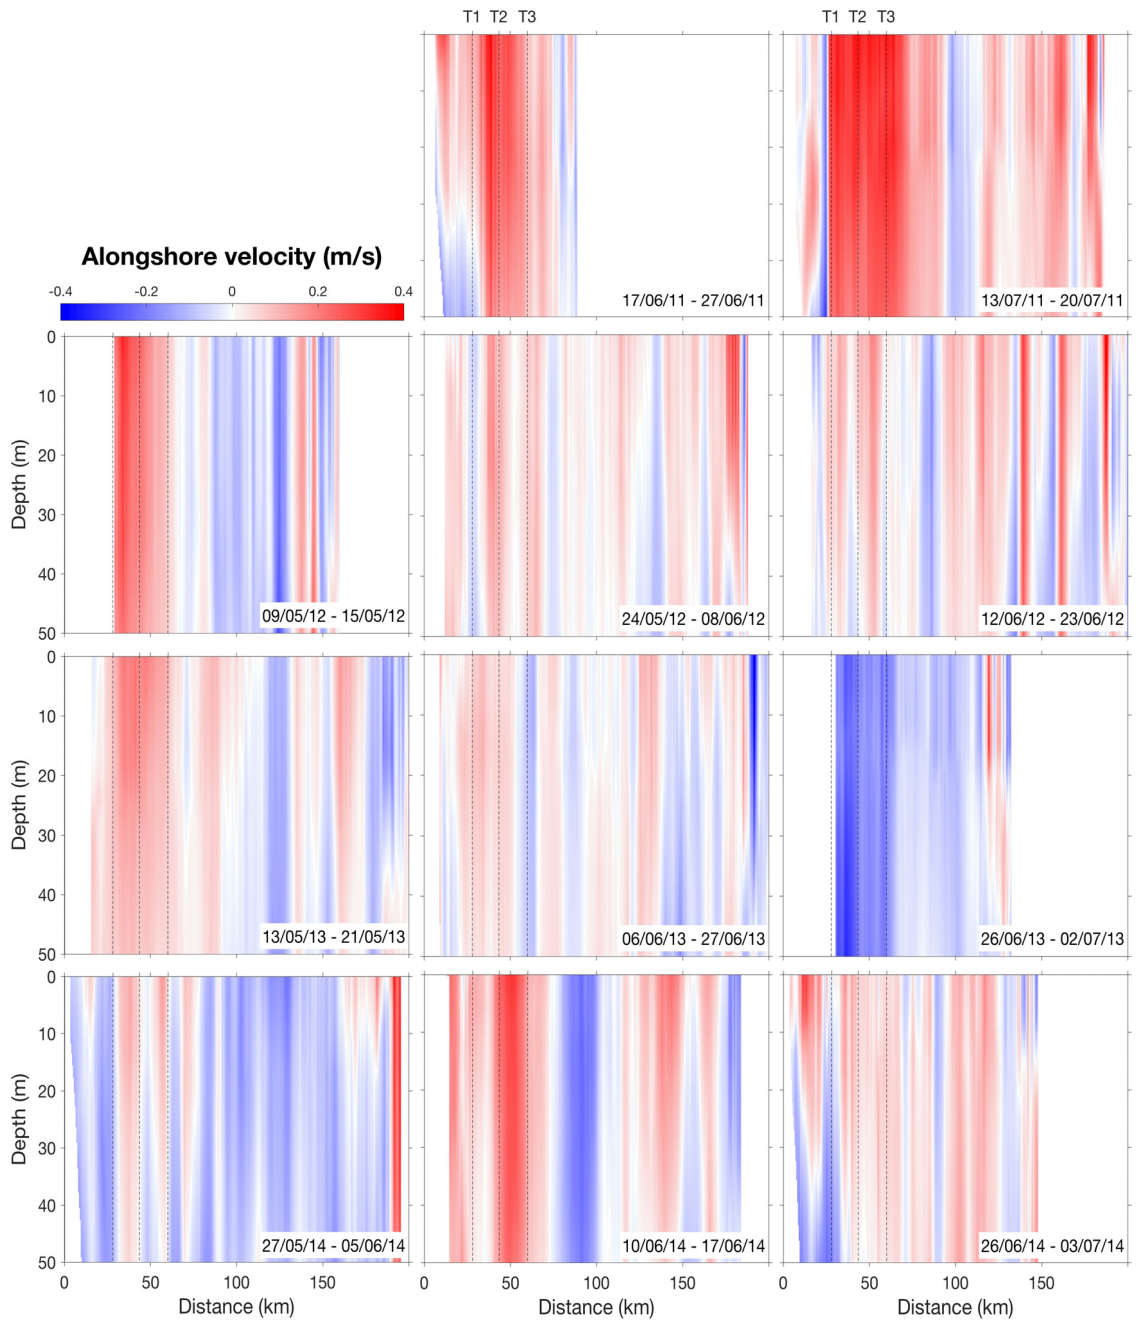 T1 T2 T3
T1 T2 T3
17/06/11 - 27/06/11
13/07/11 - 20/07/11
Alongshore velocity (m/s)
-0.4 -0.2 0 0.2 0.4
0
10
20
30
40
50
Depth (m)
09/05/12 - 15/05/12
24/05/12 - 08/06/12
12/06/12 - 23/06/12
0
10
20
30
40
50
Depth (m)
13/05/13 - 21/05/13
06/06/13 - 27/06/13
26/06/13 - 02/07/13
0
10
20
30
40
50
Depth (m)
27/05/14 - 05/06/14
10/06/14 - 17/06/14
26/06/14 - 03/07/14
0 50 100 150
Distance (km)
0 50 100 150
Distance (km)
0 50 100 150
Distance (km)